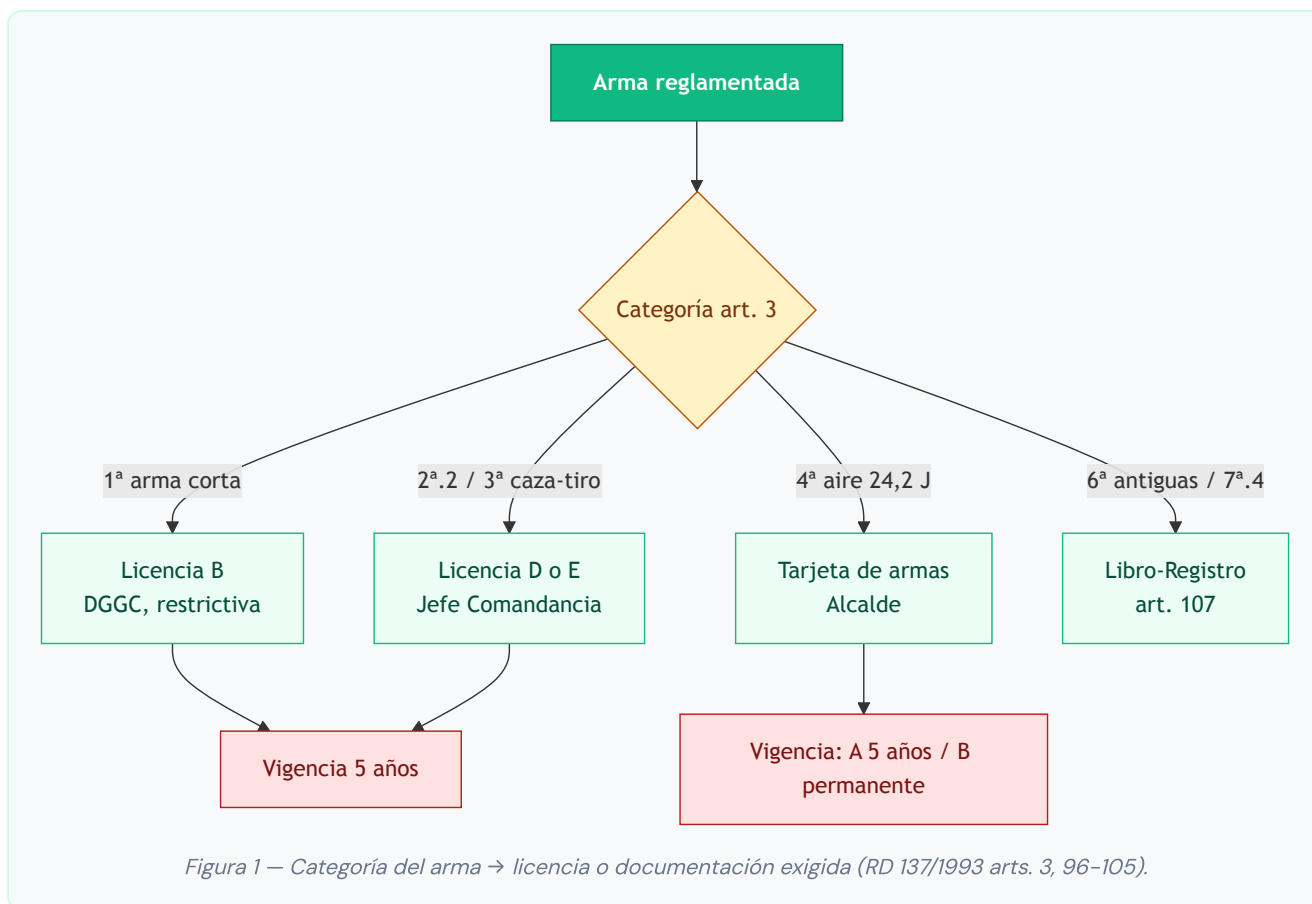 Arma reglamentada
Categoría art. 3
1ª arma corta
2ª.2 / 3ª caza-tiro
4ª aire 24,2 J
6ª antiguas / 7ª.4
Licencia B
DGGC, restrictiva
Licencia D o E
Jefe Comandancia
Tarjeta de armas
Alcalde
Libro-Registro
art. 107
Vigencia 5 años
Vigencia: A 5 años / B
permanente
Figura 1 — Categoría del arma → licencia o documentación exigida (RD 137/1993 arts. 3, 96–105).